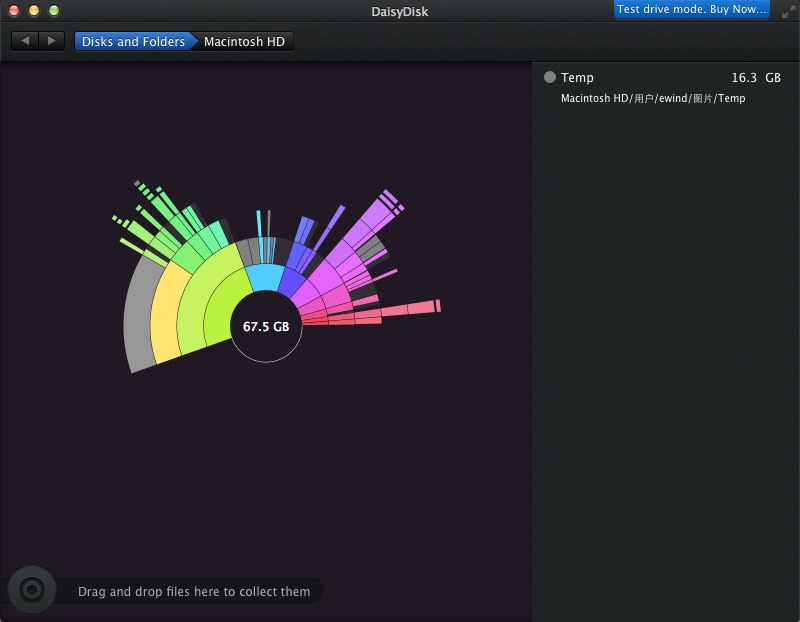 DaisyDisk
Test drive mode. Buy Now...
Disks and Folders
Macintosh HD
Temp
16.3 GB
Macintosh HD/用户/ewind/图片/Temp
67.5 GB
Drag and drop files here to collect them